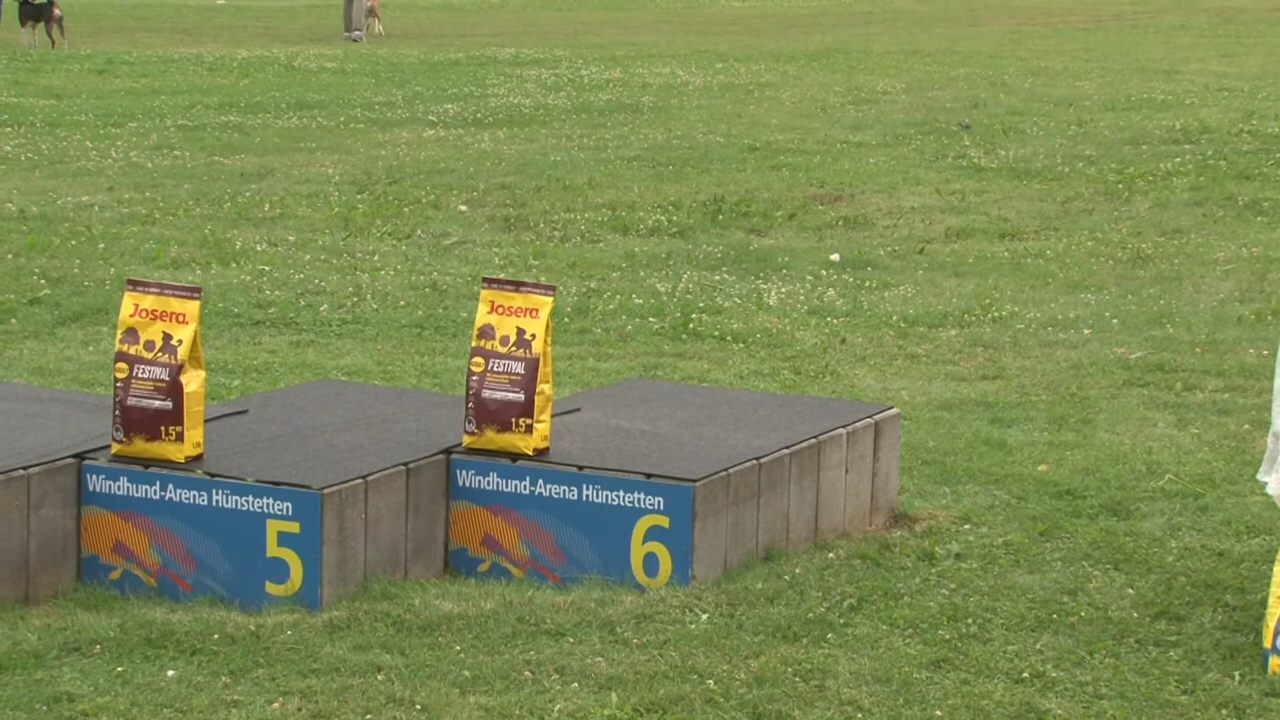 Josera.
FESTIVAL
1,5
Windhund-Arena Hünstetten
5
Josera.
FESTIVAL
1,5
Windhund-Arena Hünstetten
6